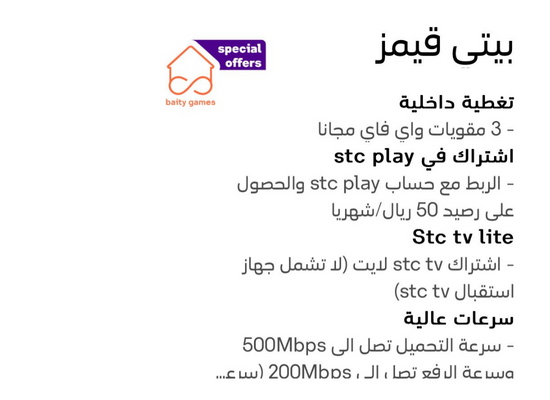 بيتي قيمز
special
offers
baity games
تغطية داخلية
- 3 مقويات واي فاي مجانا
اشتراك في stc play
- الربط مع حساب stc play والحصول
على رصيد 50 ريال/شهريا
Stc tv lite
- اشتراك stc tv لايت (لا تشمل جهاز
استقبال stc tv)
سرعات عالية
- سرعة التحميل تصل الى 500Mbps
وسرعة الرفع تصل الى 200Mbps (سرع...